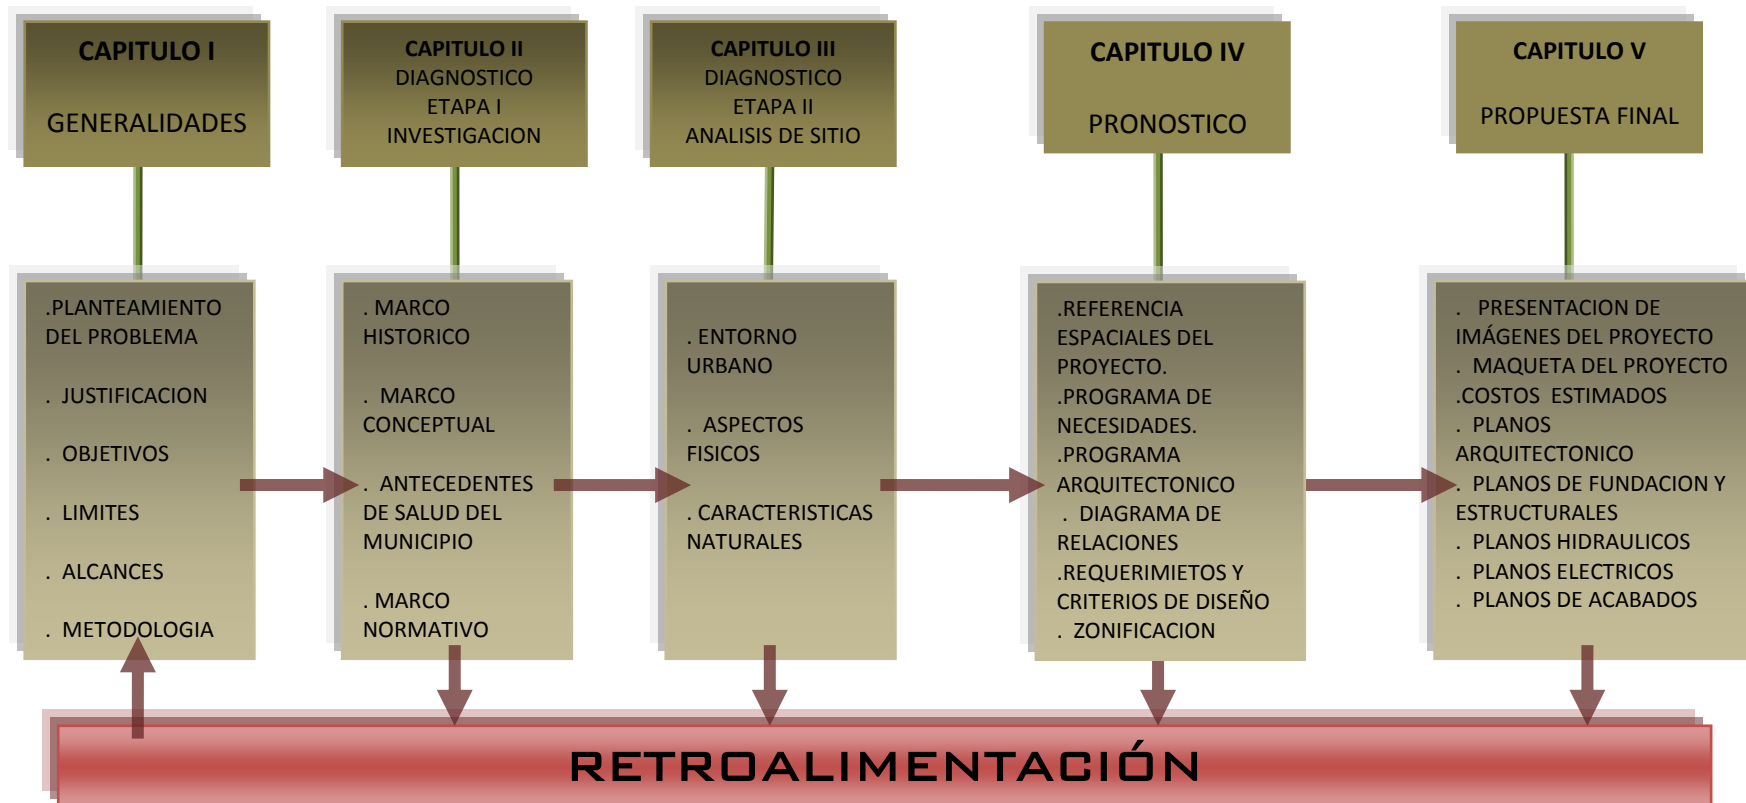 CAPITULO I
GENERALIDADES
CAPITULO II
DIAGNOSTICO
ETAPA I
INVESTIGACION
CAPITULO III
DIAGNOSTICO
ETAPA II
ANALISIS DE SITIO
CAPITULO IV
PRONOSTICO
CAPITULO V
PROPUESTA FINAL
.PLANTEAMIENTO
DEL PROBLEMA
. JUSTIFICACION
. OBJETIVOS
. LIMITES
. ALCANCES
. METODOLOGIA
. MARCO
HISTORICO
. MARCO
CONCEPTUAL
. ANTECEDENTES
DE SALUD DEL
MUNICIPIO
. MARCO
NORMATIVO
. ENTORNO
URBANO
. ASPECTOS
FISICOS
. CARACTERISTICAS
NATURALES
.REFERENCIA
ESPACIALES DEL
PROYECTO.
.PROGRAMA DE
NECESIDADES.
.PROGRAMA
ARQUITECTONICO
. DIAGRAMA DE
RELACIONES
.REQUERIMIETOS Y
CRITERIOS DE DISEÑO
. ZONIFICACION
. PRESENTACION DE
IMÁGENES DEL PROYECTO
. MAQUETA DEL PROYECTO
.COSTOS ESTIMADOS
. PLANOS
ARQUITECTONICO
. PLANOS DE FUNDACION Y
ESTRUCTURALES
. PLANOS HIDRAULICOS
. PLANOS ELECTRICOS
. PLANOS DE ACABADOS
RETROALIMENTACIÓN